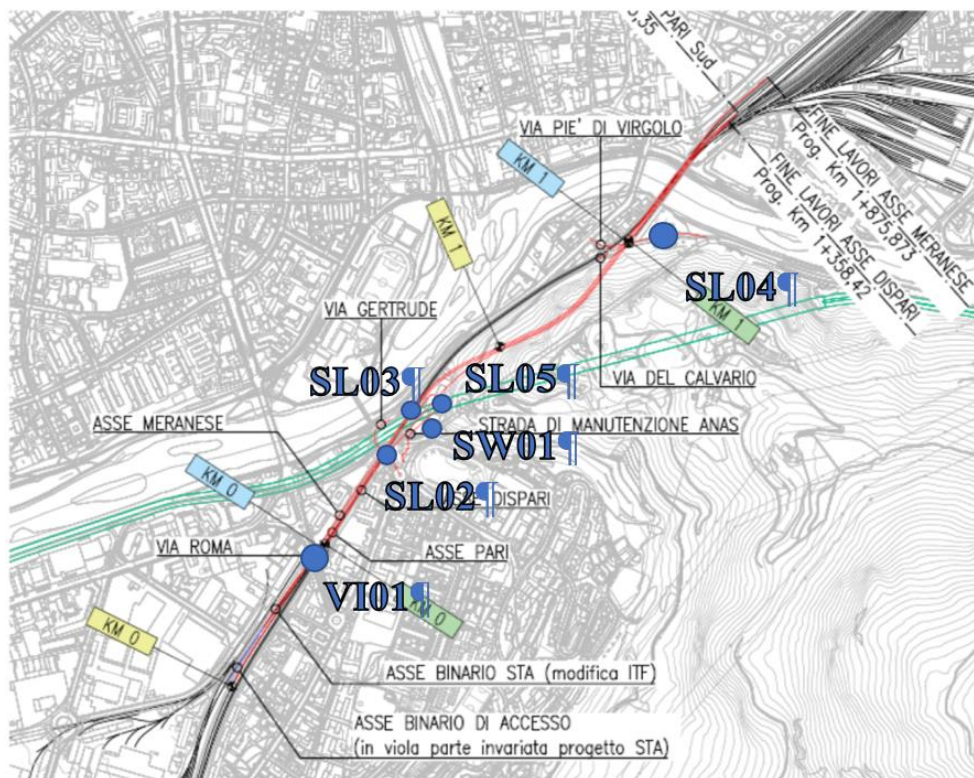 PARI Sud
FINE LAVORI ASSE MERANESE
Prog. Km 1+875,873
FINE LAVORI ASSE DISPARI
Prog. Km 1+358,42
VIA PIE' DI VIRGOLO
KM 1
KM 1
SL04¶
KM 1
VIA GERTRUDE
VIA DEL CALVARIO
SL03¶
SL05¶
ASSE MERANESE
STRADA DI MANUTENZIONE ANAS
SW01¶
KM 0
SL02¶
DISPARI
VIA ROMA
ASSE PARI
VI01¶
KM 0
KM 0
ASSE BINARIO STA (modifica ITF)
ASSE BINARIO DI ACCESSO
(in viola parte invariata progetto STA)